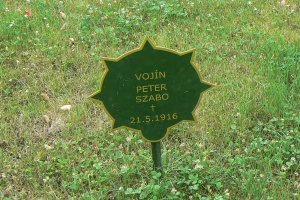 VOJÍN
PETER
SZABO
†
21.5.1916